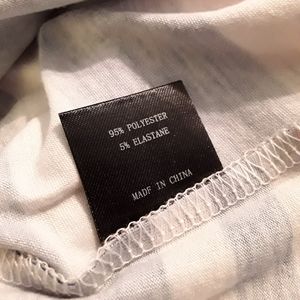 95% POLYESTER
5% ELASTANE
MADE IN CHINA